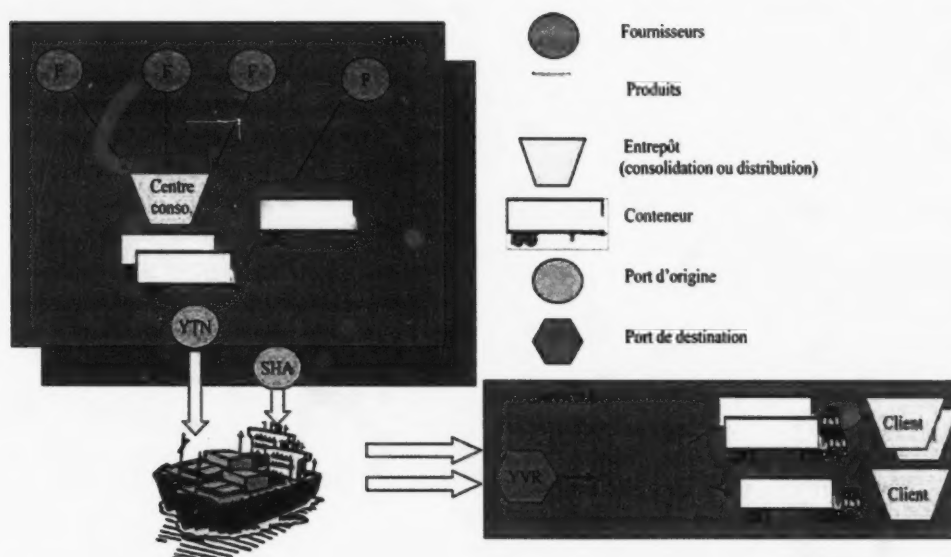 F F F F
Centre
conso.
YTN
SHA
YVR
Client
Client
Fournisseurs
Produits
Entrepôt
(consolidation ou distribution)
Conteneur
Port d'origine
Port de destination